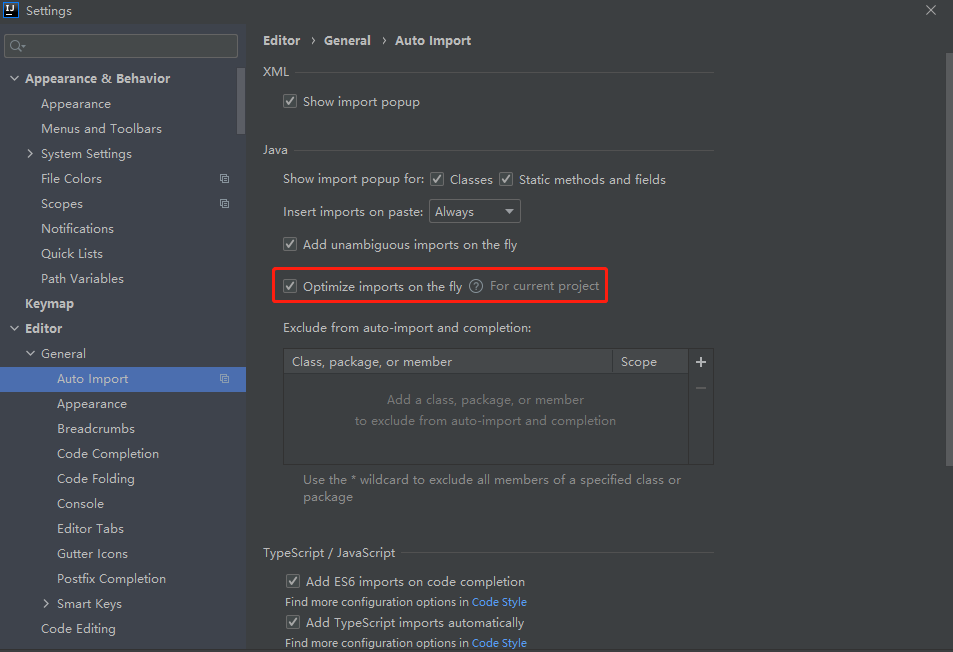 IJ Settings
Appearance & Behavior
Appearance
Menus and Toolbars
System Settings
File Colors
Scopes
Notifications
Quick Lists
Path Variables
Keymap
Editor
General
Auto Import
Appearance
Breadcrumbs
Code Completion
Code Folding
Console
Editor Tabs
Gutter Icons
Postfix Completion
Smart Keys
Code Editing
Editor › General › Auto Import
XML
Show import popup
Java
Show import popup for: Classes Static methods and fields
Insert imports on paste: Always
Add unambiguous imports on the fly
Optimize imports on the fly ? For current project
Exclude from auto-import and completion:
Class, package, or member Scope +
Add a class, package, or member
to exclude from auto-import and completion
Use the * wildcard to exclude all members of a specified class or
package
TypeScript / JavaScript
Add ES6 imports on code completion
Find more configuration options in Code Style
Add TypeScript imports automatically
Find more configuration options in Code Style